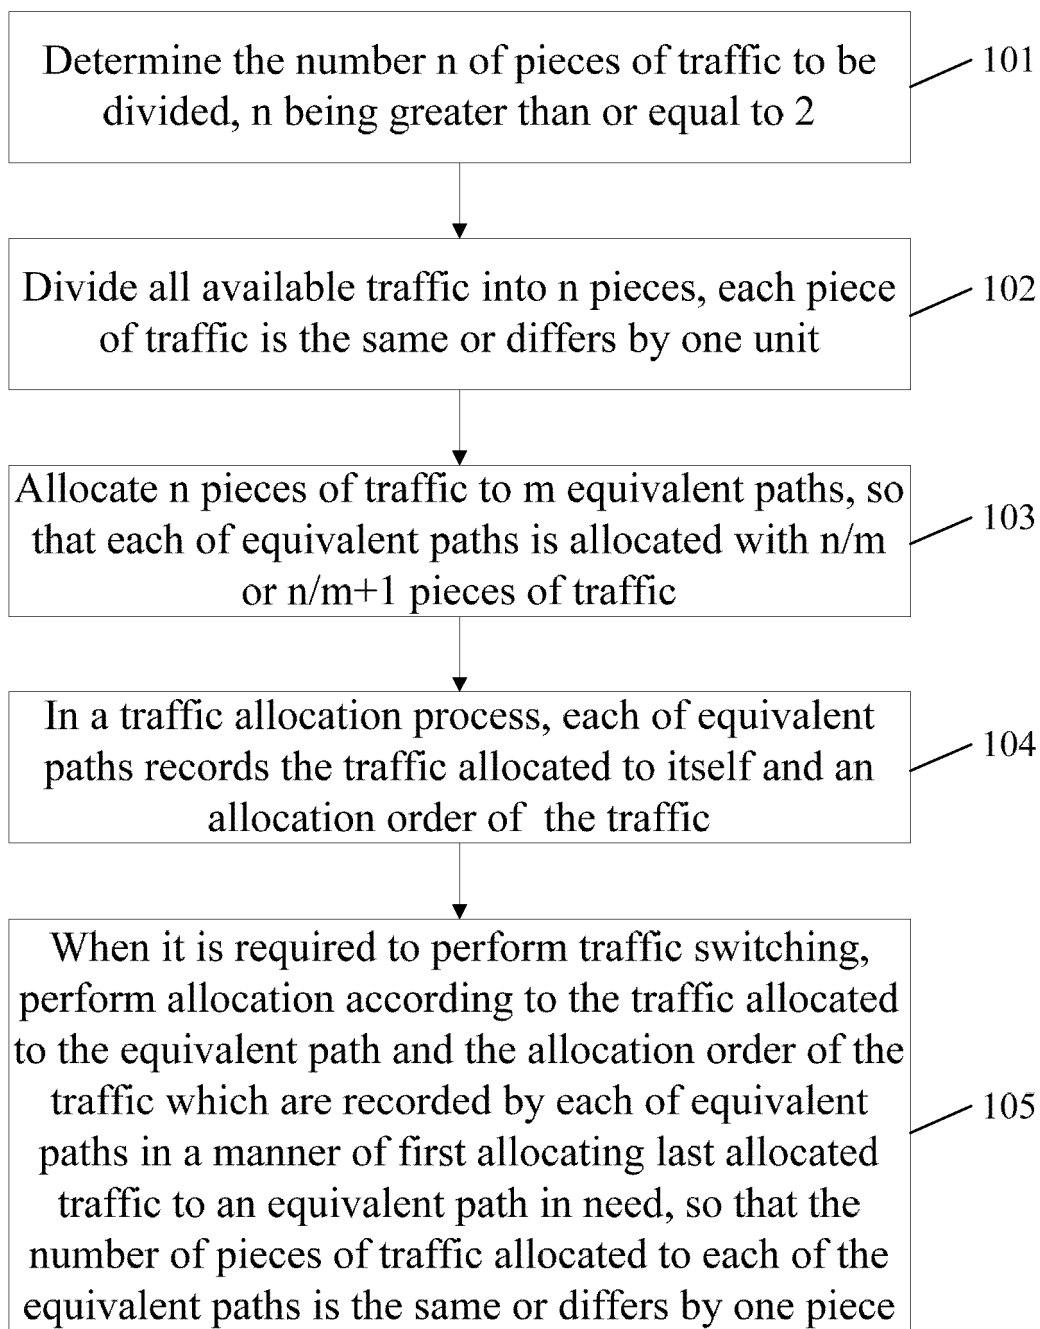 Determine the number n of pieces of traffic to be
divided, n being greater than or equal to 2
101
Divide all available traffic into n pieces, each piece
of traffic is the same or differs by one unit
102
Allocate n pieces of traffic to m equivalent paths, so
that each of equivalent paths is allocated with n/m
or n/m+1 pieces of traffic
103
In a traffic allocation process, each of equivalent
paths records the traffic allocated to itself and an
allocation order of the traffic
104
When it is required to perform traffic switching,
perform allocation according to the traffic allocated
to the equivalent path and the allocation order of the
traffic which are recorded by each of equivalent
paths in a manner of first allocating last allocated
traffic to an equivalent path in need, so that the
number of pieces of traffic allocated to each of the
equivalent paths is the same or differs by one piece
105